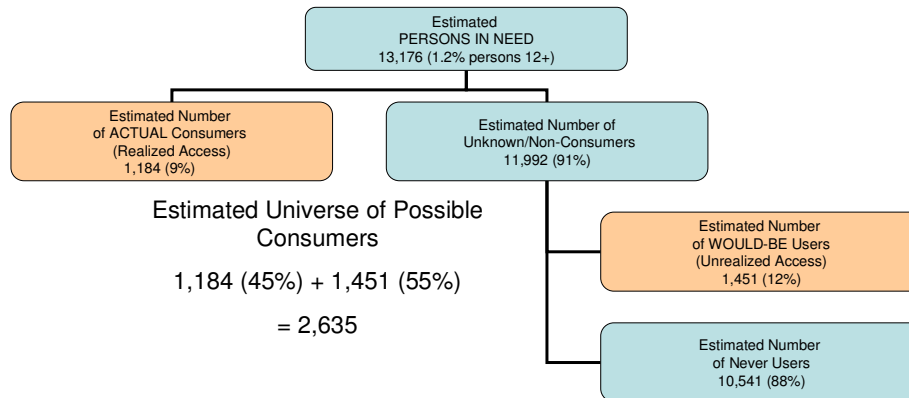 Estimated
PERSONS IN NEED
13,176 (1.2% persons 12+)
Estimated Number
of ACTUAL Consumers
(Realized Access)
1,184 (9%)
Estimated Number of
Unknown/Non-Consumers
11,992 (91%)
Estimated Universe of Possible
Consumers
1,184 (45%) + 1,451 (55%)
= 2,635
Estimated Number
of WOULD-BE Users
(Unrealized Access)
1,451 (12%)
Estimated Number
of Never Users
10,541 (88%)